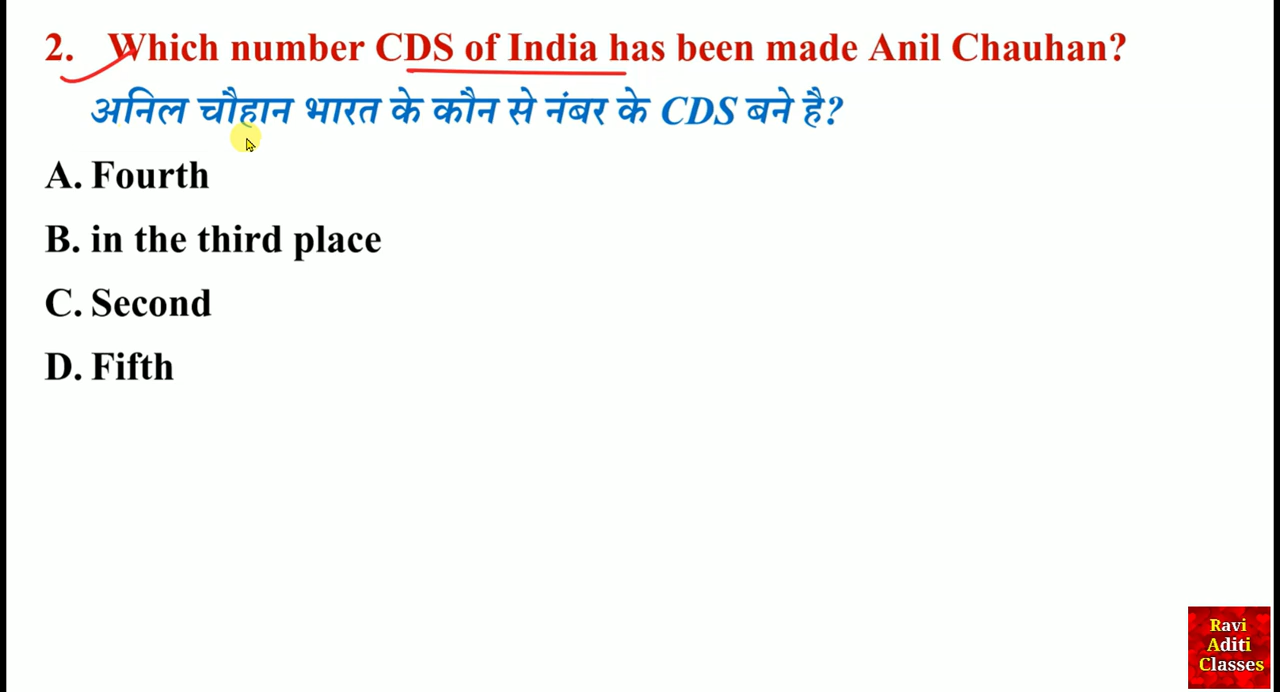 2. Which number CDS of India has been made Anil Chauhan?
अनिल चौहान भारत के कौन से नंबर के CDS बने है?
A. Fourth
B. in the third place
C. Second
D. Fifth
Ravi
Aditi
Classes